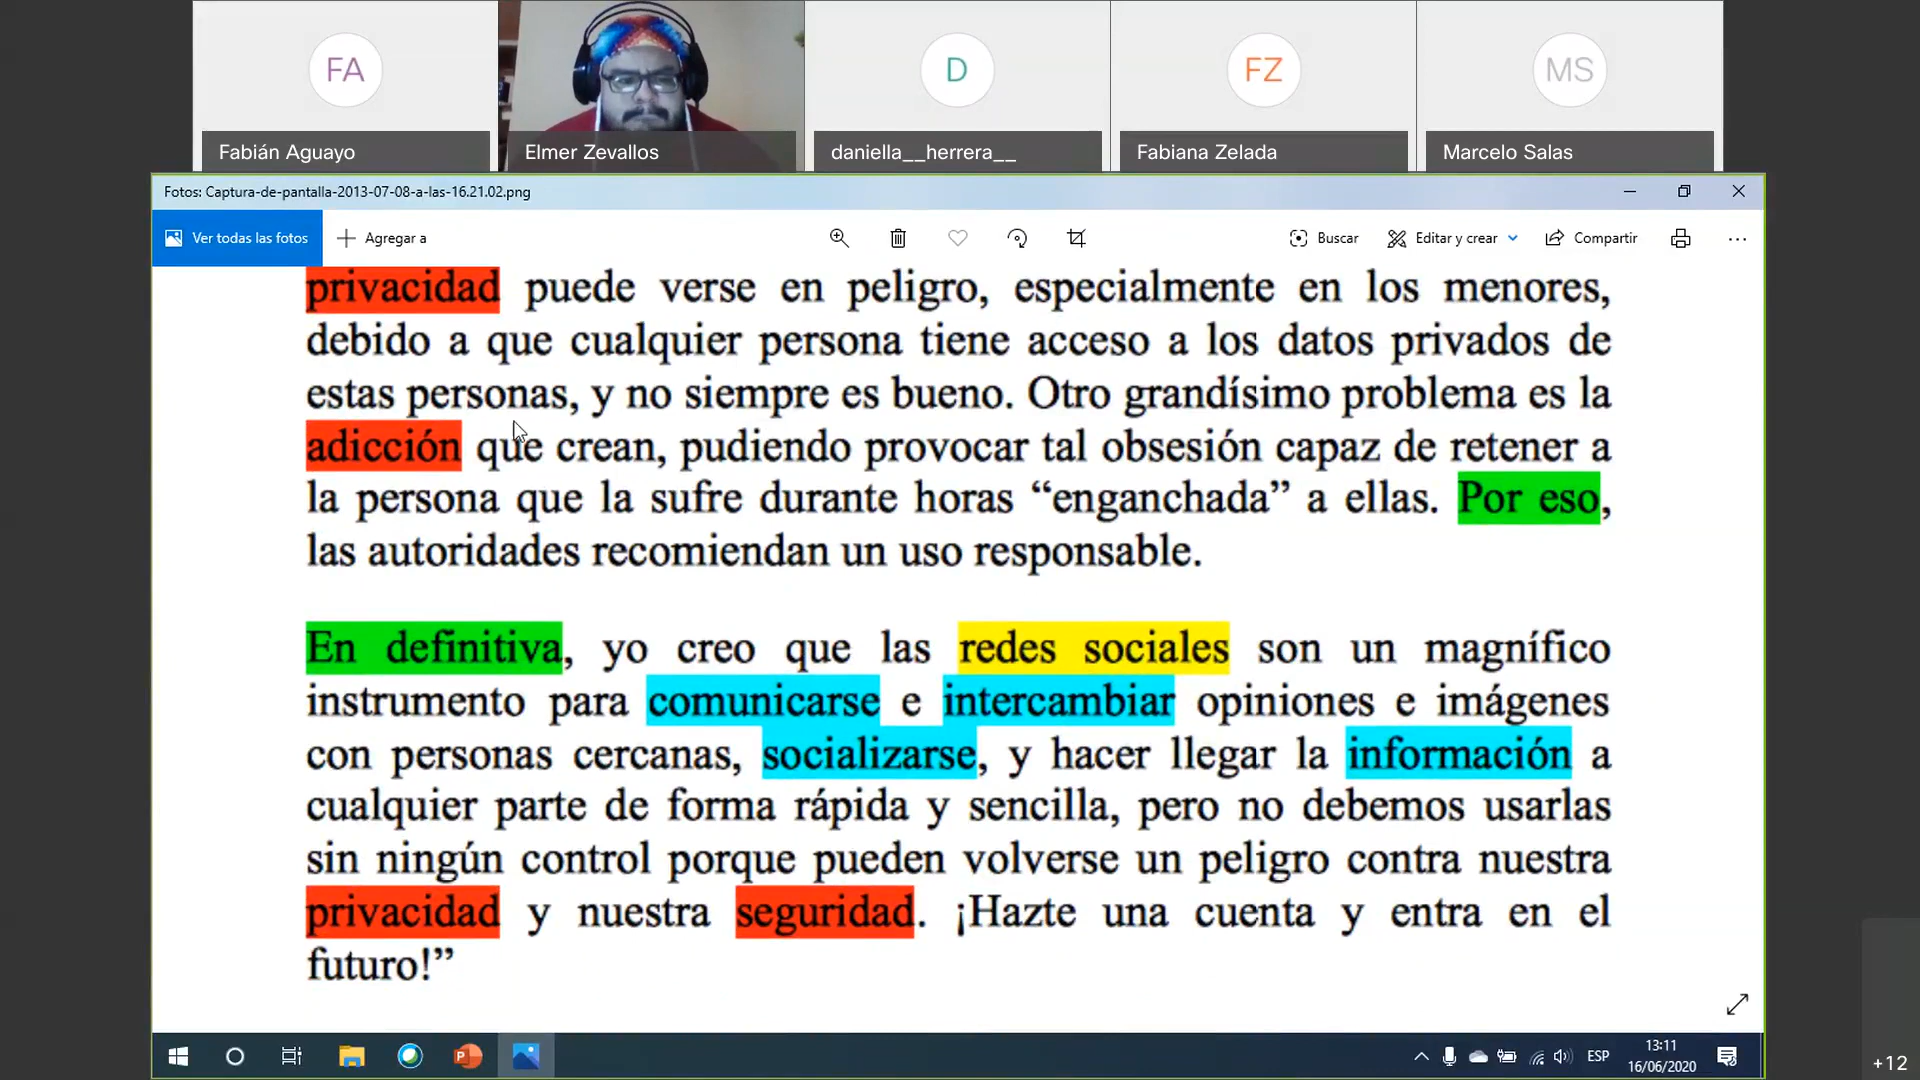 FA
D
FZ
MS
Fabián Aguayo
Elmer Zevallos
daniella__herrera__
Fabiana Zelada
Marcelo Salas
Fotos: Captura-de-pantalla-2013-07-08-a-las-16.21.02.png
Ver todas las fotos
Agregar a
Buscar
Editar y crear
Compartir
privacidad puede verse en peligro, especialmente en los menores,
debido a que cualquier persona tiene acceso a los datos privados de
estas personas, y no siempre es bueno. Otro grandísimo problema es la
adicción que crean, pudiendo provocar tal obsesión capaz de retener a
la persona que la sufre durante horas “enganchada” a ellas. Por eso,
las autoridades recomiendan un uso responsable.
En definitiva, yo creo que las redes sociales son un magnífico
instrumento para comunicarse e intercambiar opiniones e imágenes
con personas cercanas, socializarse, y hacer llegar la información a
cualquier parte de forma rápida y sencilla, pero no debemos usarlas
sin ningún control porque pueden volverse un peligro contra nuestra
privacidad y nuestra seguridad. ¡Hazte una cuenta y entra en el
futuro!”
ESP
13:11
16/06/2020
+12